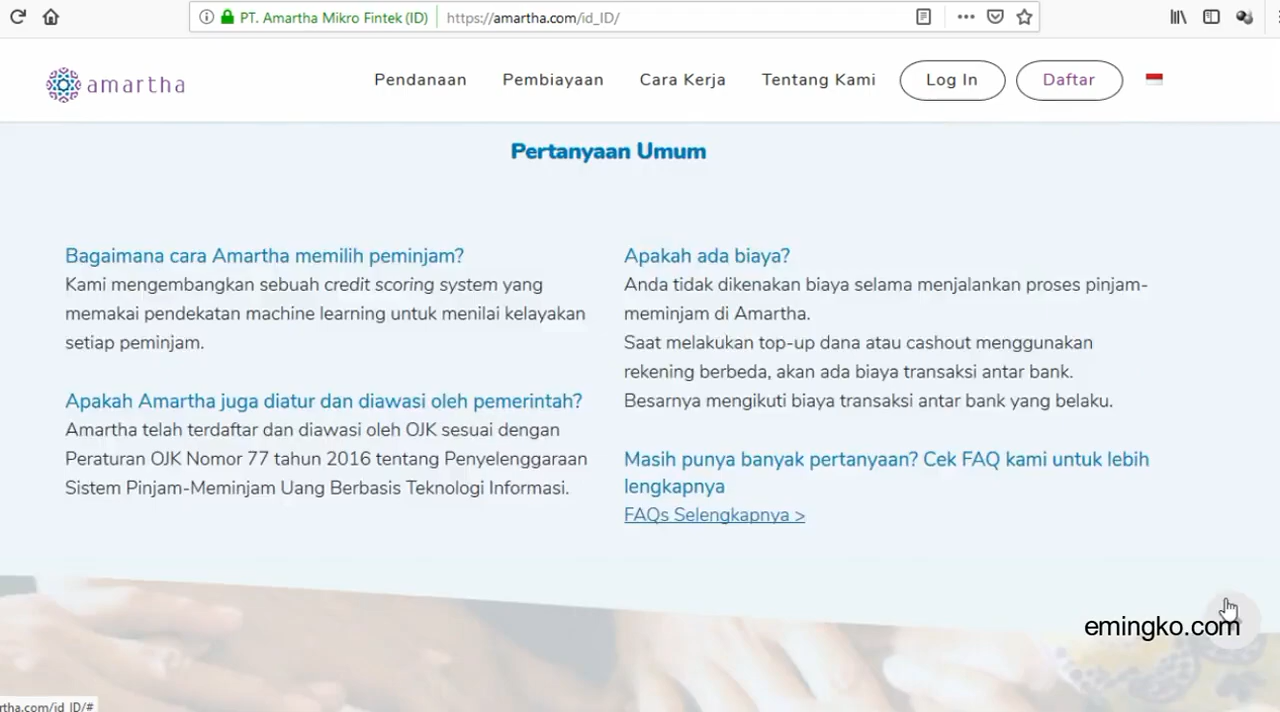 PT. Amartha Mikro Fintek (ID)
https://amartha.com/id_ID/
amartha
Pendanaan
Pembiayaan
Cara Kerja
Tentang Kami
Log In
Daftar
Pertanyaan Umum
Bagaimana cara Amartha memilih peminjam?
Kami mengembangkan sebuah credit scoring system yang
memakai pendekatan machine learning untuk menilai kelayakan
setiap peminjam.
Apakah Amartha juga diatur dan diawasi oleh pemerintah?
Amartha telah terdaftar dan diawasi oleh OJK sesuai dengan
Peraturan OJK Nomor 77 tahun 2016 tentang Penyelenggaraan
Sistem Pinjam-Meminjam Uang Berbasis Teknologi Informasi.
Apakah ada biaya?
Anda tidak dikenakan biaya selama menjalankan proses pinjam-
meminjam di Amartha.
Saat melakukan top-up dana atau cashout menggunakan
rekening berbeda, akan ada biaya transaksi antar bank.
Besarnya mengikuti biaya transaksi antar bank yang belaku.
Masih punya banyak pertanyaan? Cek FAQ kami untuk lebih
lengkapnya
FAQs Selengkapnya >
emingko.com
rtha.com/id_ID/#